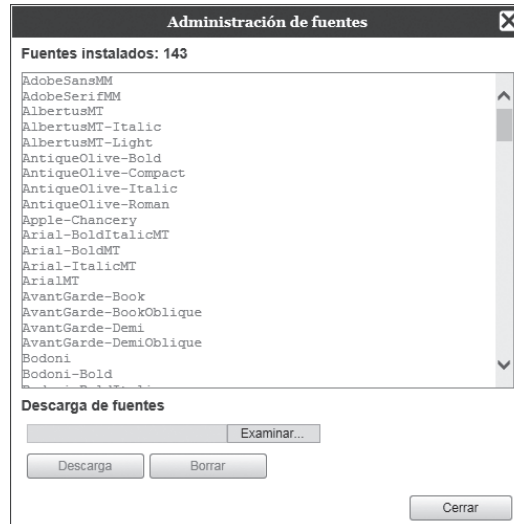 Administración de fuentes
Fuentes instalados: 143
AdobeSansMM
AdobeSerifMM
AlbertusMT
AlbertusMT-Italic
AlbertusMT-Light
AntiqueOlive-Bold
AntiqueOlive-Compact
AntiqueOlive-Italic
AntiqueOlive-Roman
Apple-Chancery
Arial-BoldItalicMT
Arial-BoldMT
Arial-ItalicMT
ArialMT
AvantGarde-Book
AvantGarde-BookOblique
AvantGarde-Demi
AvantGarde-DemiOblique
Bodoni
Bodoni-Bold
Descarga de fuentes
Examinar...
Descarga Borrar
Cerrar